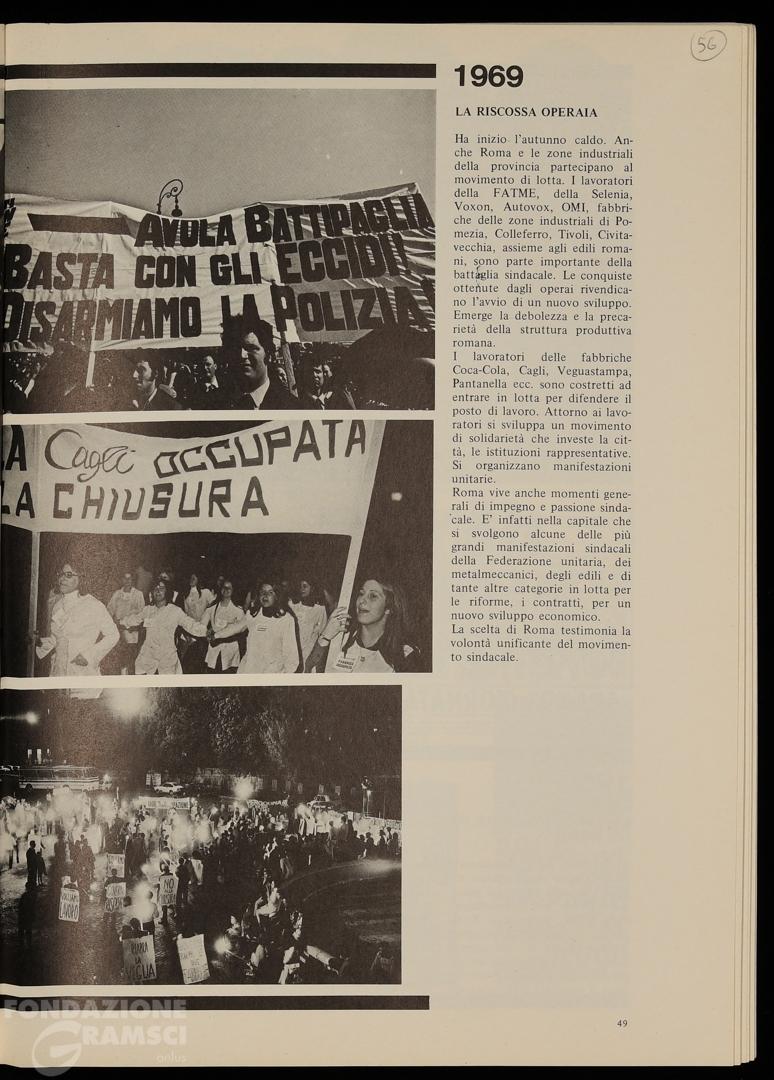 56
1969
LA RISCOSSA OPERAIA
Ha inizio l'autunno caldo. An-
che Roma e le zone industriali
della provincia partecipano al
movimento di lotta. I lavoratori
della FATME, della Selenia,
Voxon, Autovox, OMI, fabbri-
che delle zone industriali di Po-
mezia, Colleferro, Tivoli, Civita-
vecchia, assieme agli edili roma-
ni, sono parte importante della
battaglia sindacale. Le conquiste
ottenute dagli operai rivendica-
no l'avvio di un nuovo sviluppo.
Emerge la debolezza e la preca-
rietà della struttura produttiva
romana.
I lavoratori delle fabbriche
Coca-Cola, Cagli, Veguastampa,
Pantanella ecc. sono costretti ad
entrare in lotta per difendere il
posto di lavoro. Attorno ai lavo-
ratori si sviluppa un movimento
di solidarietà che investe la cit-
tà, le istituzioni rappresentative.
Si organizzano manifestazioni
unitarie.
Roma vive anche momenti gene-
rali di impegno e passione sinda-
cale. E' infatti nella capitale che
si svolgono alcune delle più
grandi manifestazioni sindacali
della Federazione unitaria, dei
metalmeccanici, degli edili e di
tante altre categorie in lotta per
le riforme, i contratti, per un
nuovo sviluppo economico.
La scelta di Roma testimonia la
volontà unificante del movimen-
to sindacale.
AVOLA BATTIPAGLIA
BASTA CON GLI ECCIDI!
DISARMIAMO LA POLIZIA!
A Cagli OCCUPATA
LA CHIUSURA
VOGLIAMO
LAVORO
NO
VIGLIA
49
FONDAZIONE
GRAMSCI
onlus